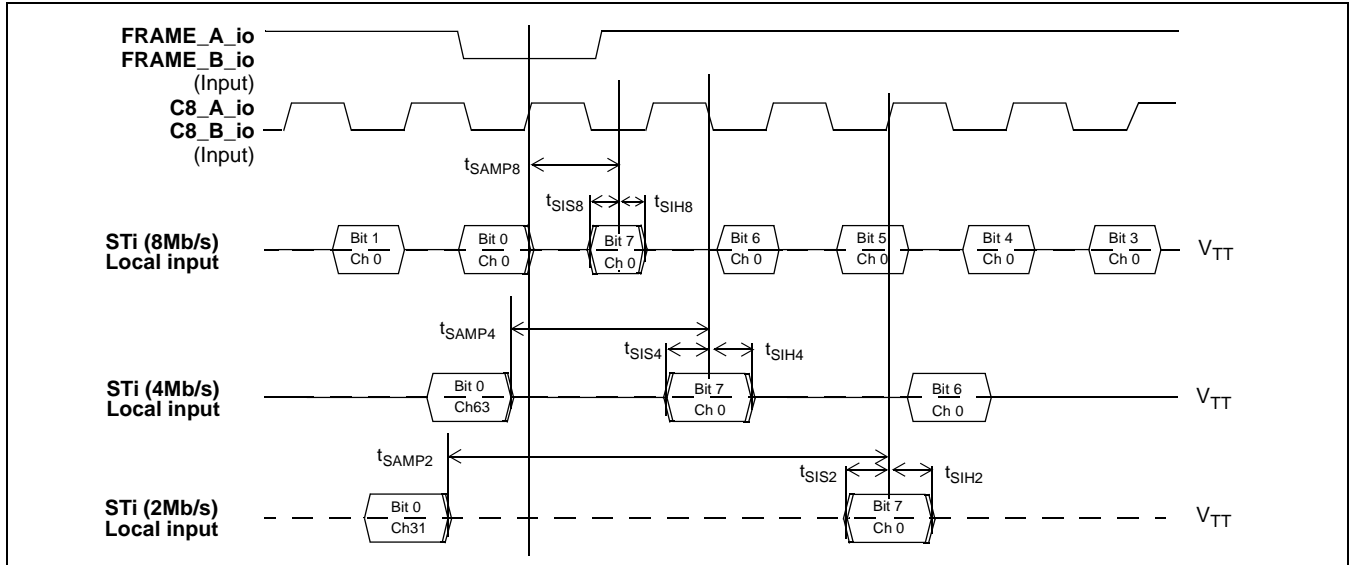 FRAME_A_io
FRAME_B_io
(Input)
C8_A_io
C8_B_io
(Input)
tSAMP8
tSIS8
tSIH8
STi (8Mb/s)
Local input
Bit 1
Ch 0
Bit 0
Ch 0
Bit 7
Ch 0
Bit 6
Ch 0
Bit 5
Ch 0
Bit 4
Ch 0
Bit 3
Ch 0
VTT
tSAMP4
tSIS4
tSIH4
STi (4Mb/s)
Local input
Bit 0
Ch63
Bit 7
Ch 0
Bit 6
Ch 0
VTT
tSAMP2
tSIS2
tSIH2
STi (2Mb/s)
Local input
Bit 0
Ch31
Bit 7
Ch 0
VTT